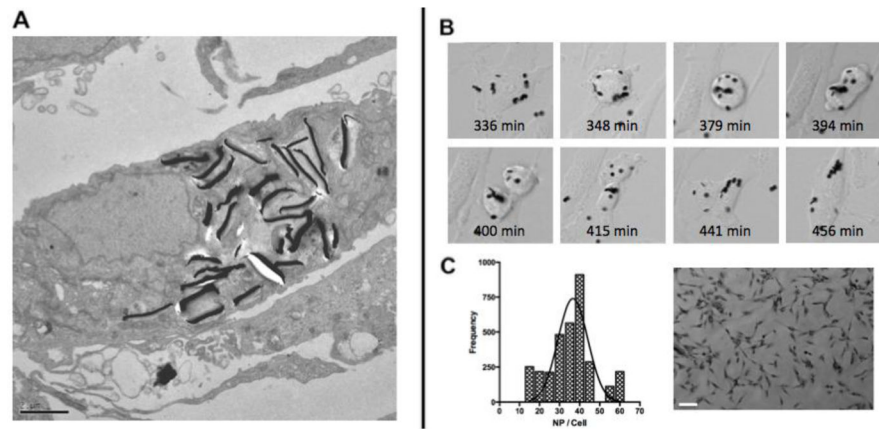 A
B
336 min
348 min
379 min
394 min
400 min
415 min
441 min
456 min
C
Frequency
1000
750
500
250
0
0 10 20 30 40 50 60 70
NP / Cell